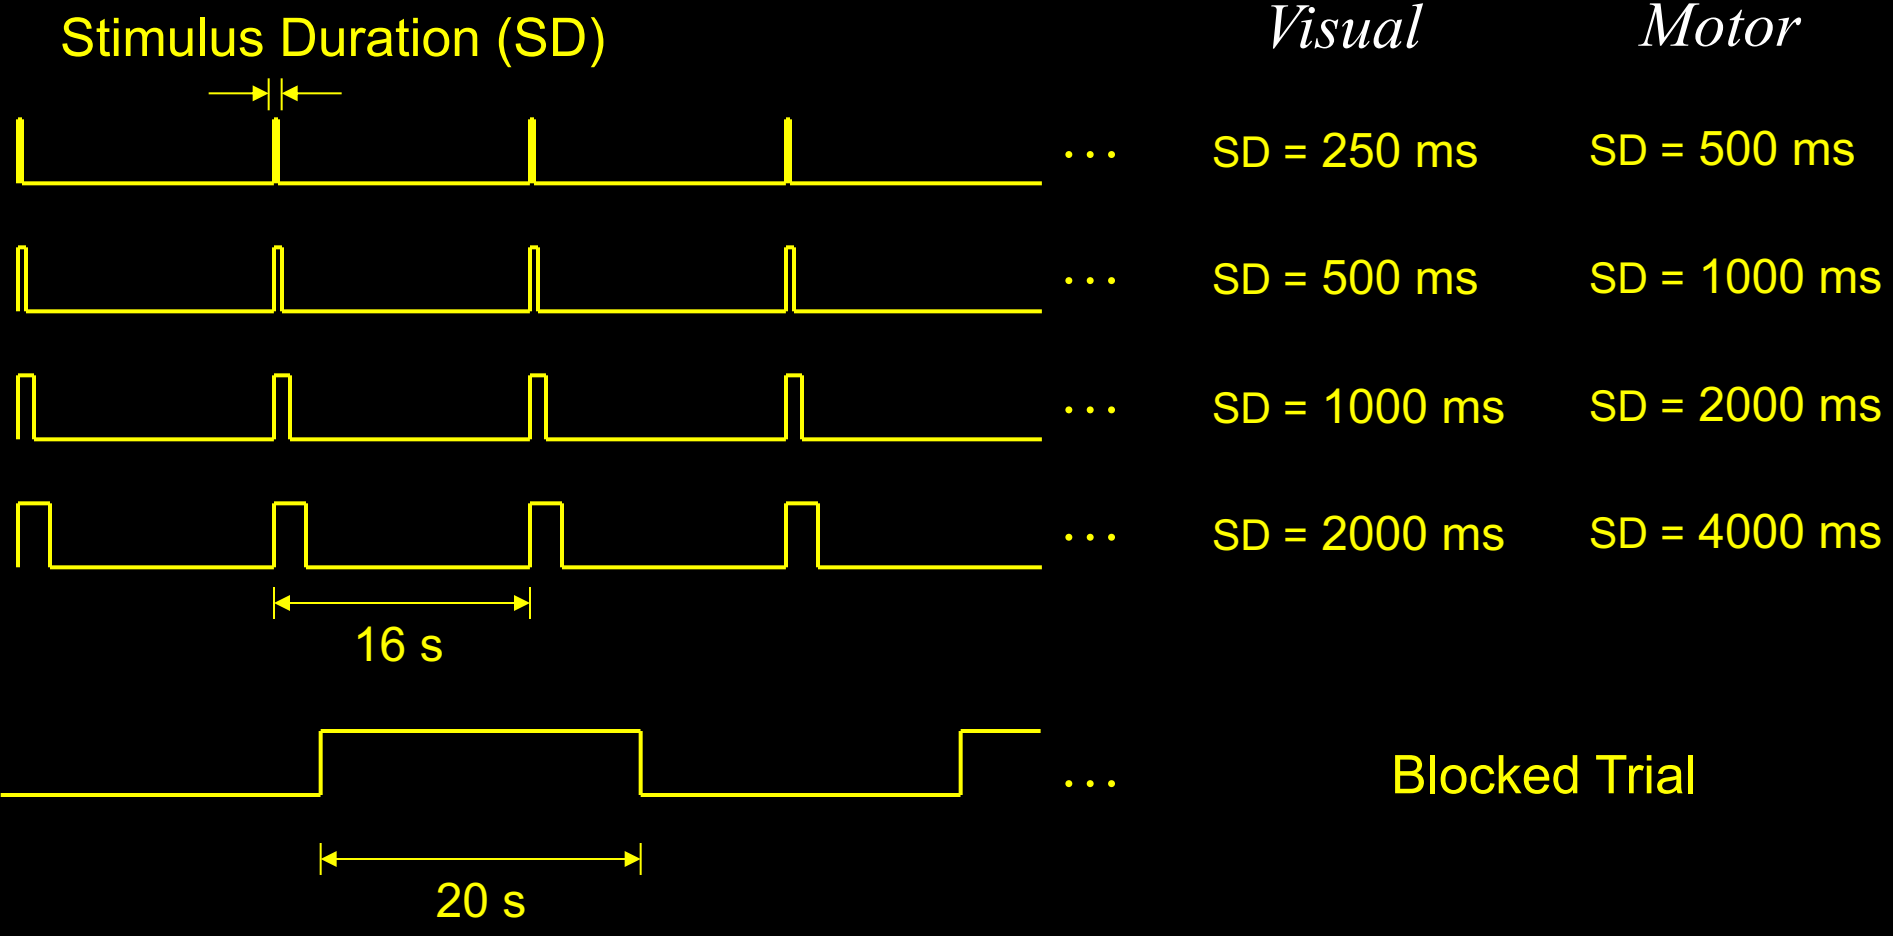 Stimulus Duration (SD)
Visual Motor
... SD = 250 ms SD = 500 ms
... SD = 500 ms SD = 1000 ms
... SD = 1000 ms SD = 2000 ms
... SD = 2000 ms SD = 4000 ms
16 s
... Blocked Trial
20 s